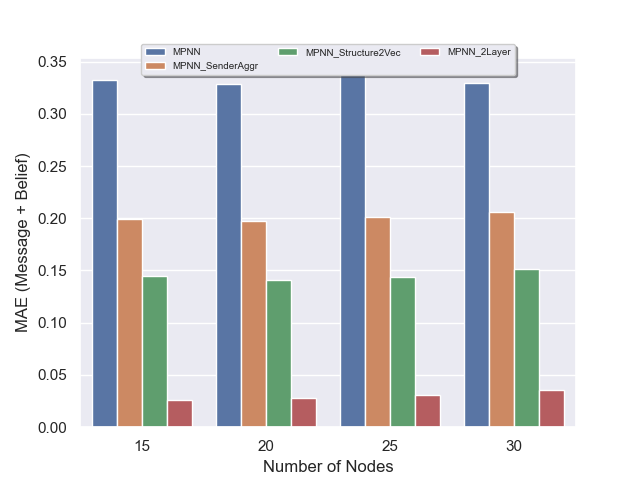 MPNN
MPNN_SenderAggr
MPNN_Structure2Vec
MPNN_2Layer
MAE (Message + Belief)
0.35
0.30
0.25
0.20
0.15
0.10
0.05
0.00
15 20 25 30
Number of Nodes